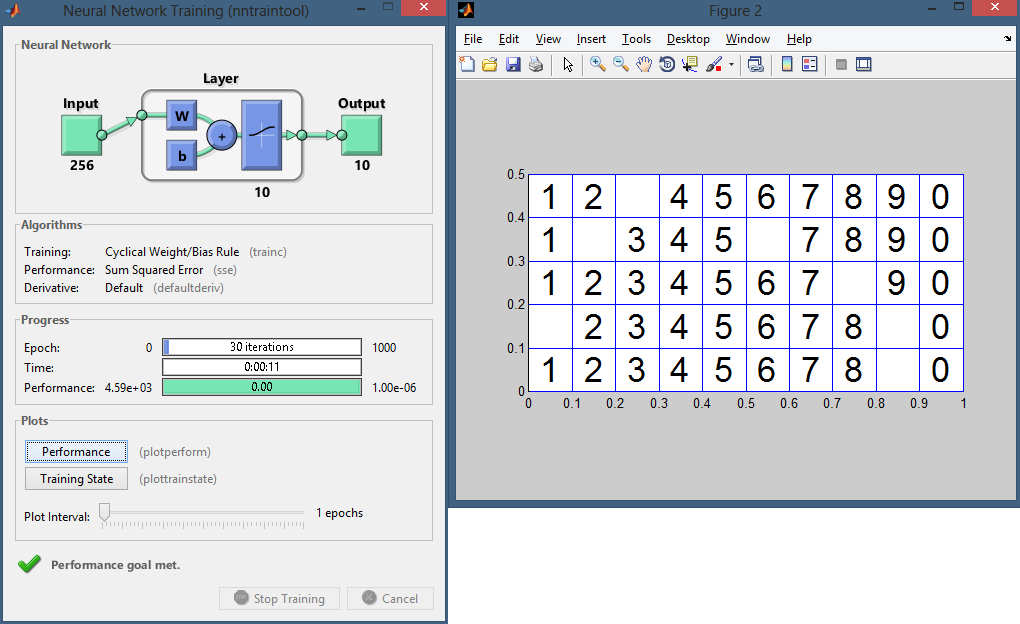 Neural Network Training (nntraintool)
Neural Network
Layer
Input
Output
W
+
b
256
10
10
Algorithms
Training: Cyclical Weight/Bias Rule (trainc)
Performance: Sum Squared Error (sse)
Derivative: Default (defaultderiv)
Progress
Epoch: 0 30 iterations 1000
Time: 0:00:11
Performance: 4.59e+03 0.00 1.00e-06
Plots
Performance (plotperform)
Training State (plottrainstate)
Plot Interval: 1 epochs
Performance goal met.
Stop Training Cancel
Figure 2
File Edit View Insert Tools Desktop Window Help
0.5
1 2 4 5 6 7 8 9 0
0.4
1 3 4 5 7 8 9 0
0.3
1 2 3 4 5 6 7 9 0
0.2
2 3 4 5 6 7 8 0
0.1
1 2 3 4 5 6 7 8 0
0
0 0.1 0.2 0.3 0.4 0.5 0.6 0.7 0.8 0.9 1